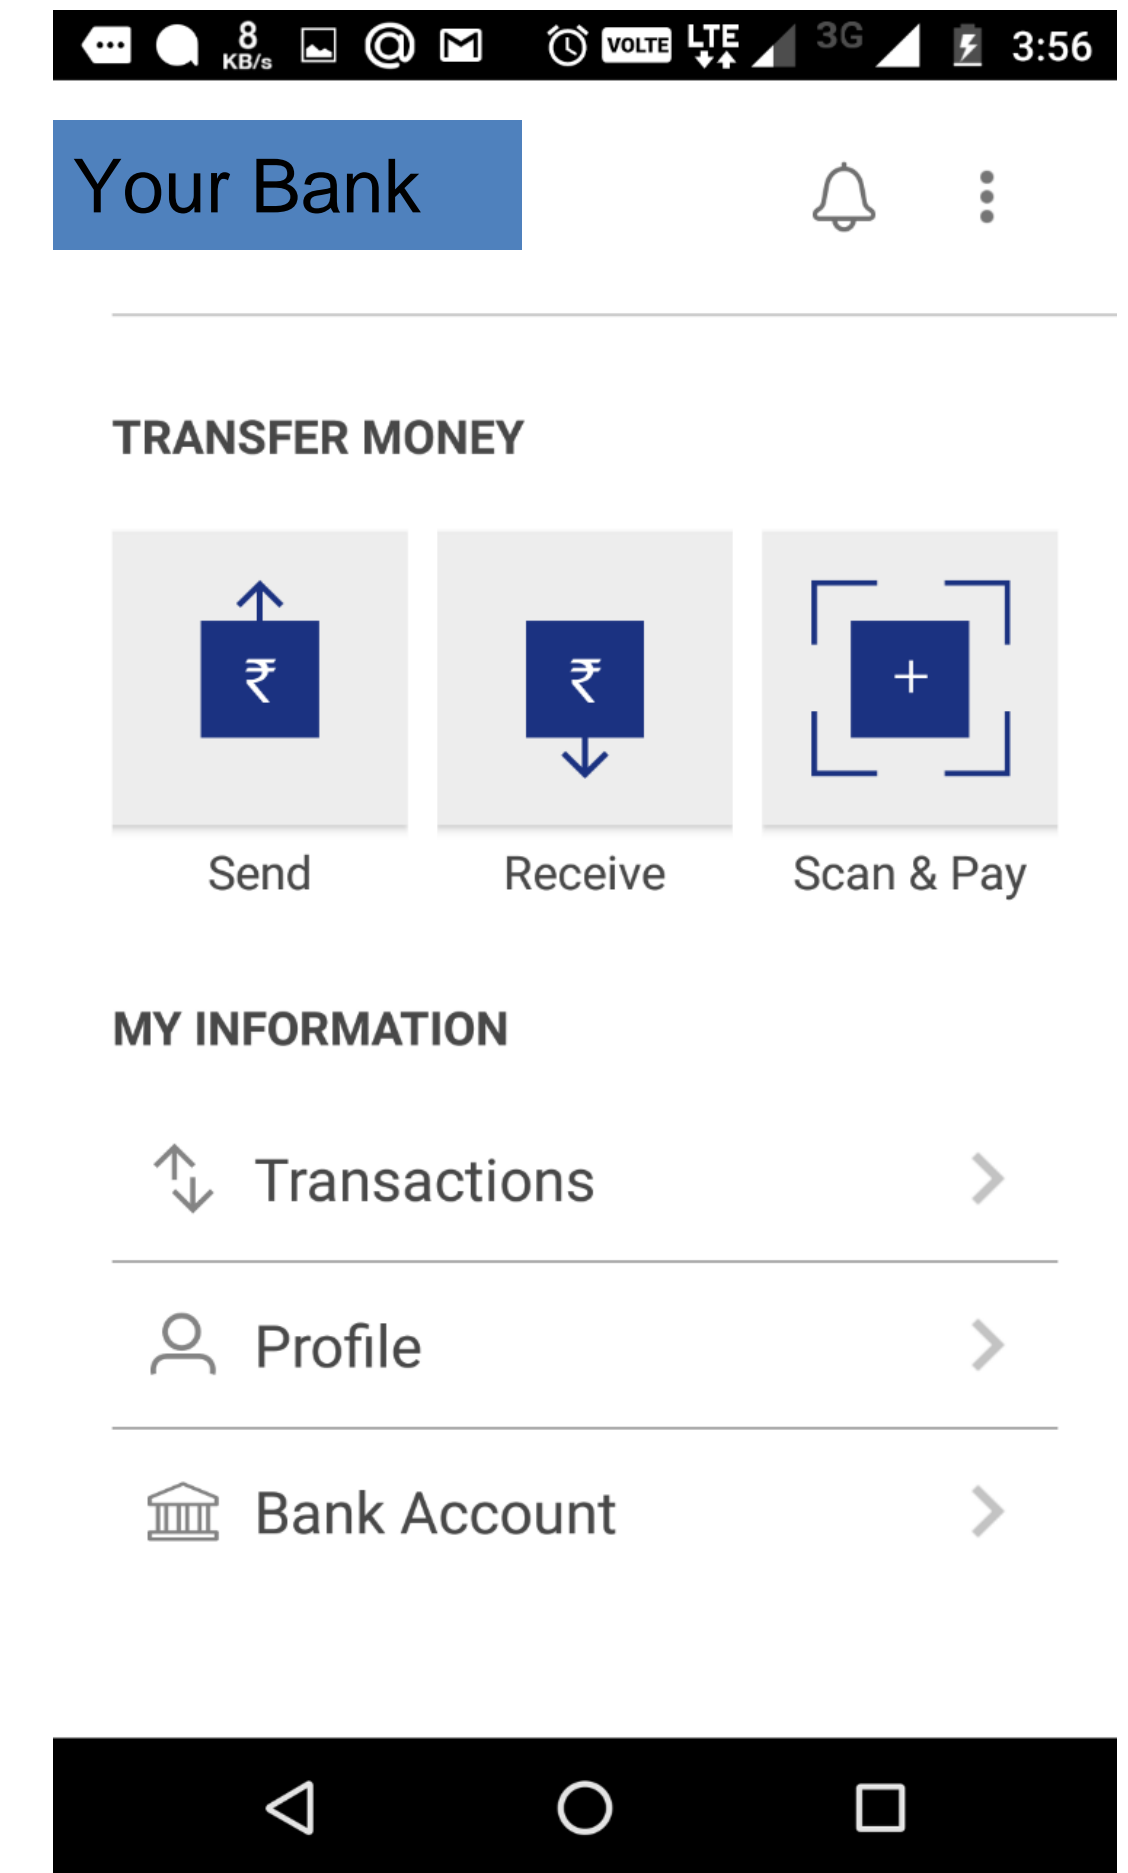 8
KB/s
VOLTE LTE 3G 3:56
Your Bank
TRANSFER MONEY
₹ ₹ +
Send Receive Scan & Pay
MY INFORMATION
Transactions
Profile
Bank Account